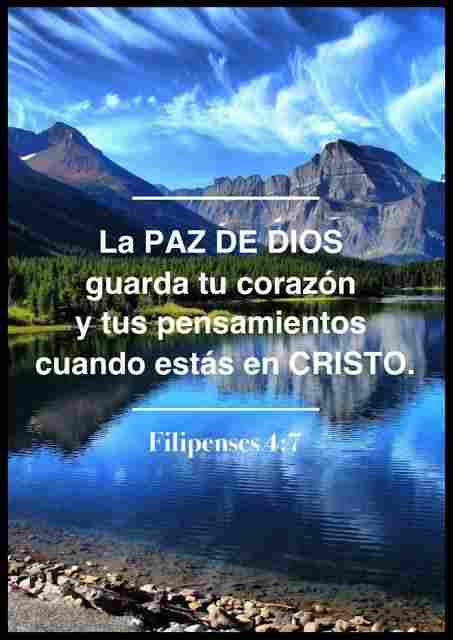 La PAZ DE DIOS
guarda tu corazón
y tus pensamientos
cuando estás en CRISTO.
Filipenses 4:7